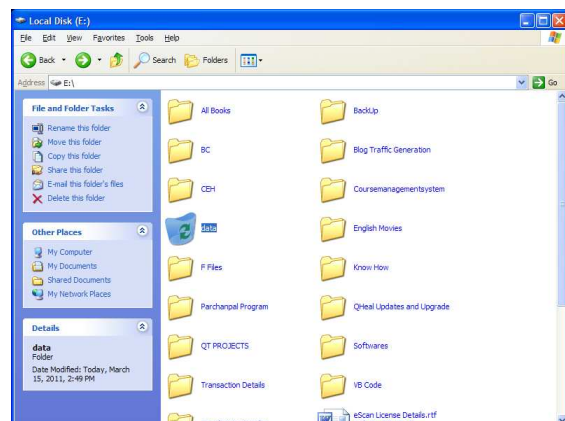 Local Disk (E:)
File Edit View Favorites Tools Help
Back Search Folders
Address E:\ Go
File and Folder Tasks
Rename this folder
Move this folder
Copy this folder
Share this folder
E-mail this folder's files
Delete this folder
Other Places
My Computer
My Documents
Shared Documents
My Network Places
Details
data
Folder
Date Modified: Today, March
15, 2011, 2:49 PM
All Books BackUp
BC Blog Traffic Generation
CEH Coursemanagementsystem
data English Movies
F Files Know How
Parchanpal Program QHeal Updates and Upgrade
QT PROJECTS Softwares
Transaction Details VB Code
eScan License Details.rtf